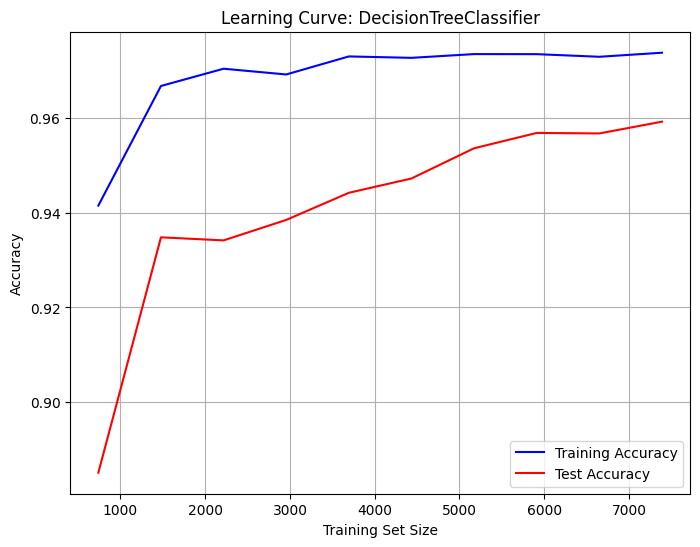 Learning Curve: DecisionTreeClassifier
0.96
0.94
0.92
0.90
Accuracy
1000 2000 3000 4000 5000 6000 7000
Training Set Size
Training Accuracy
Test Accuracy